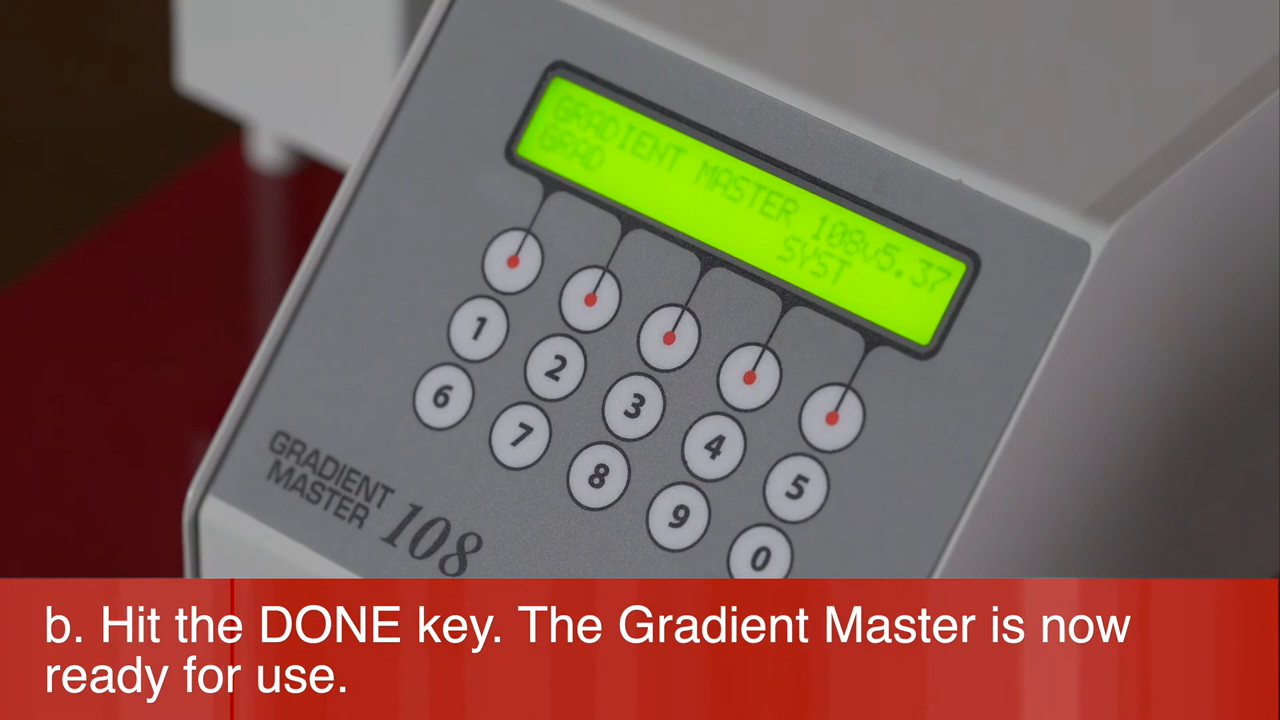 GRADIENT MASTER 108v5.37
GRAD SYST
1 2 3 4 5
6 7 8 9 0
GRADIENT
MASTER 108
b. Hit the DONE key. The Gradient Master is now
ready for use.